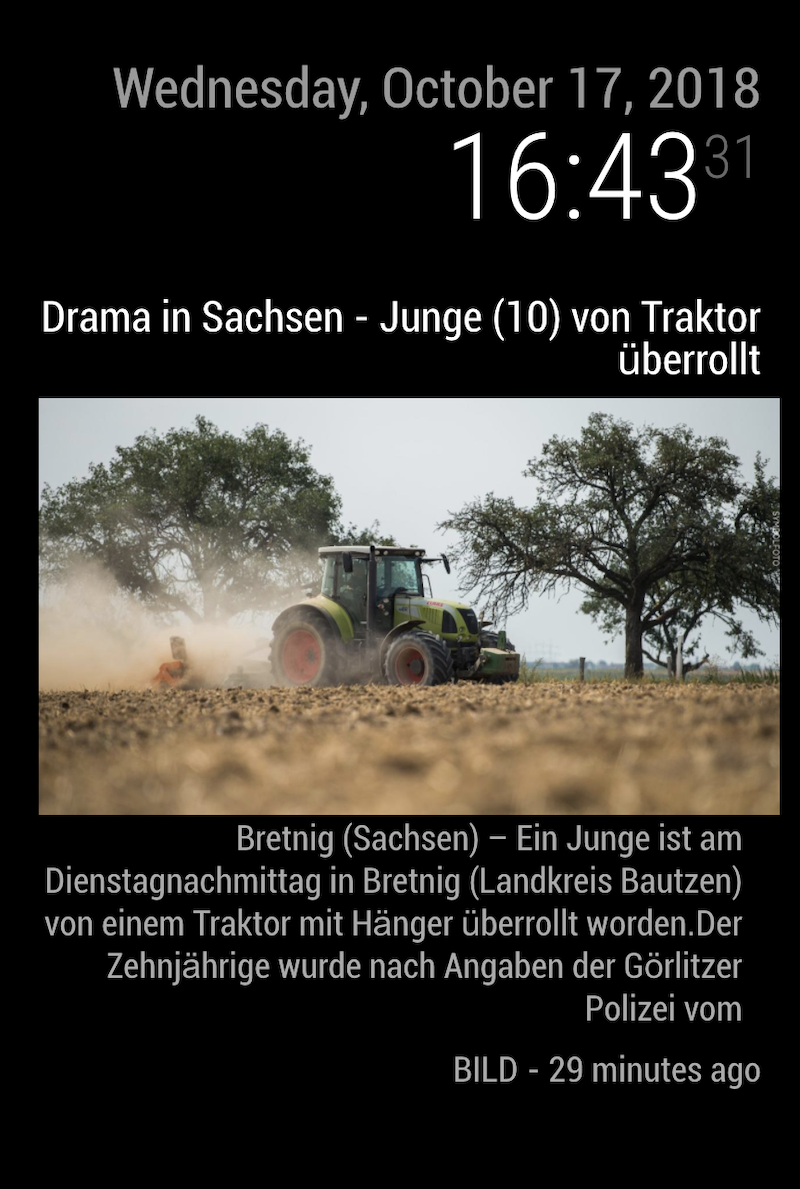 Wednesday, October 17, 2018
16:43 31
Drama in Sachsen - Junge (10) von Traktor
überrollt
SYMBOLFOTO
CLAAS
Bretnig (Sachsen) – Ein Junge ist am
Dienstagnachmittag in Bretnig (Landkreis Bautzen)
von einem Traktor mit Hänger überrollt worden.Der
Zehnjährige wurde nach Angaben der Görlitzer
Polizei vom
BILD - 29 minutes ago